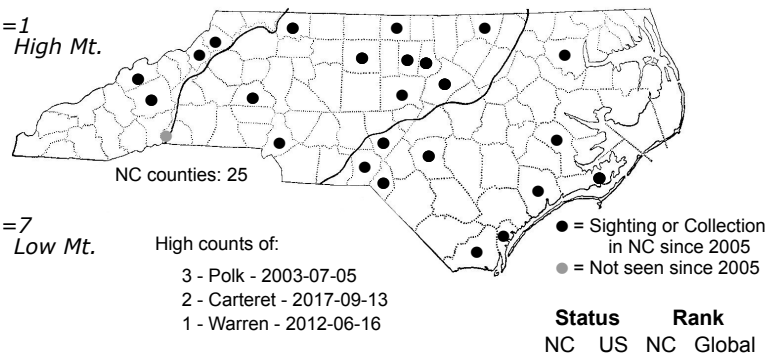 =1
High Mt.
NC counties: 25
=7
Low Mt.
High counts of:
3 - Polk - 2003-07-05
2 - Carteret - 2017-09-13
1 - Warren - 2012-06-16
= Sighting or Collection
in NC since 2005
= Not seen since 2005
Status Rank
NC US NC Global